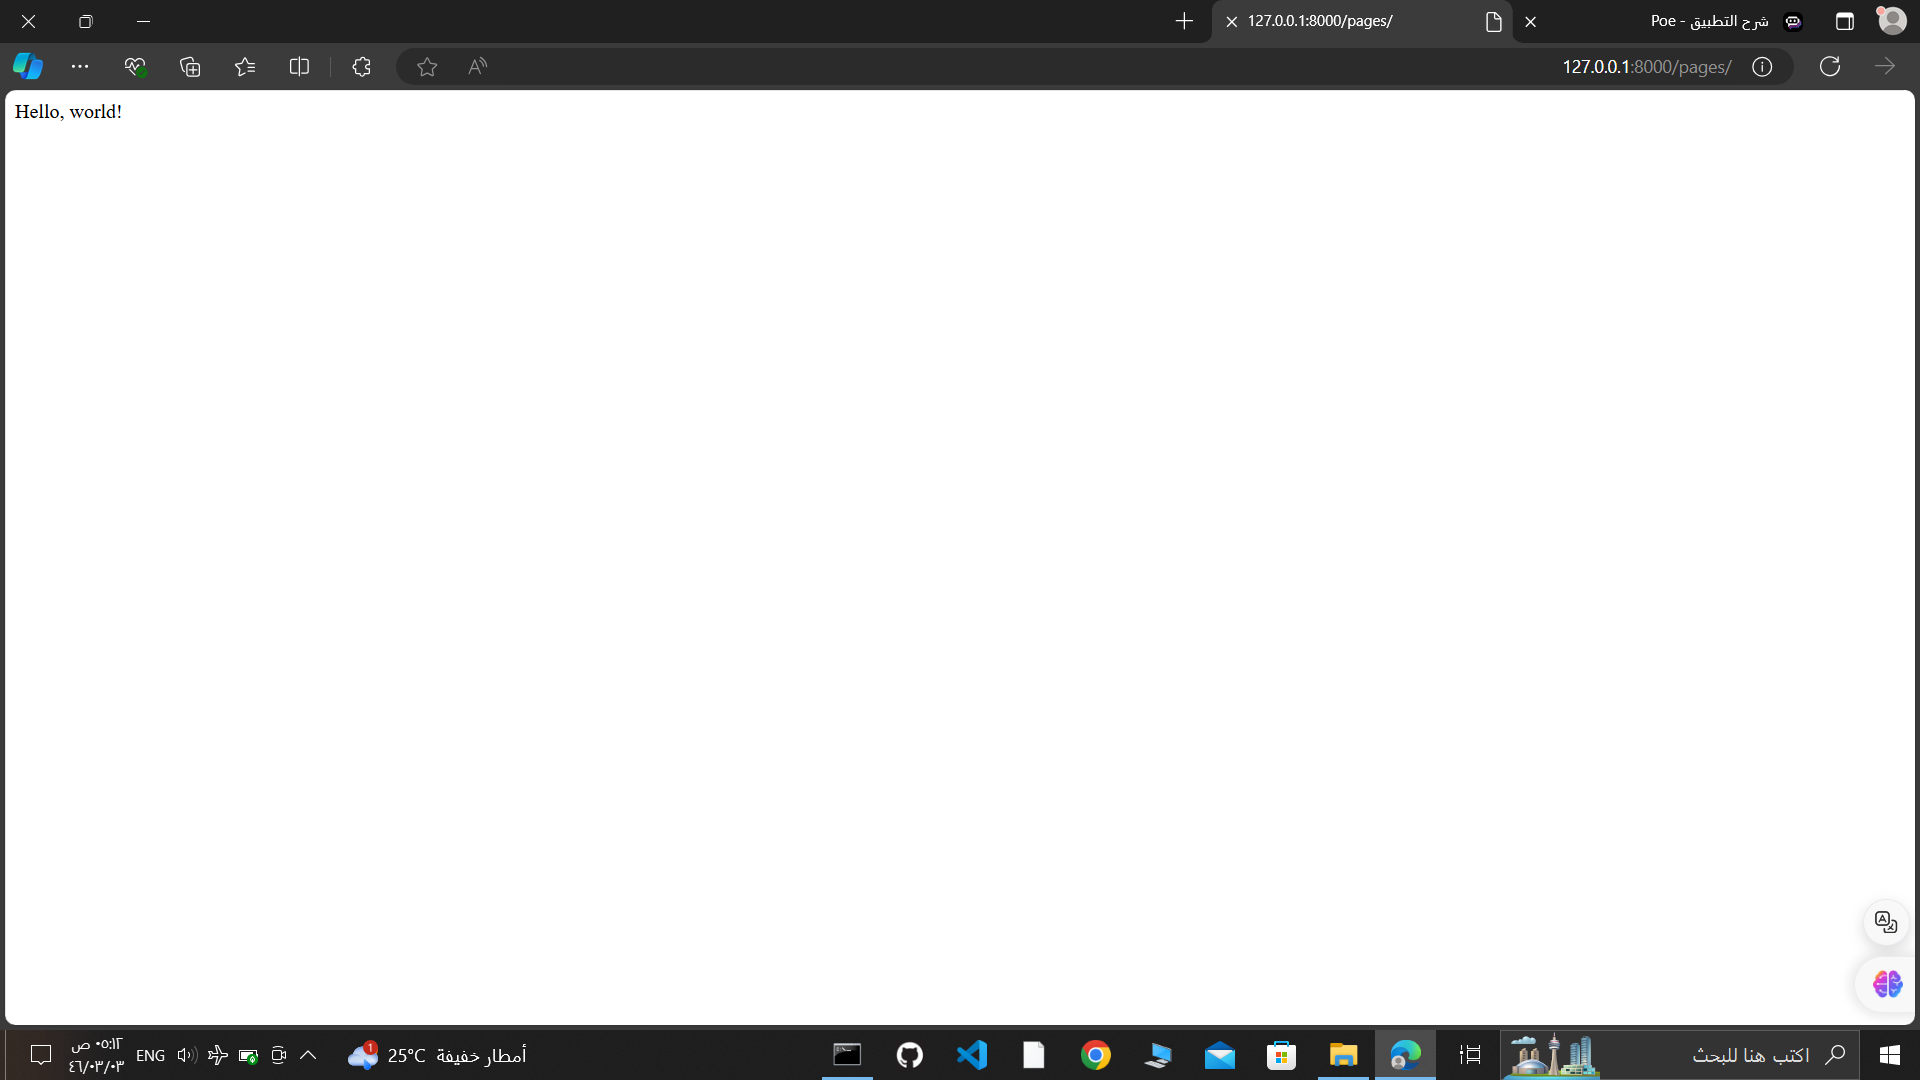 شرح التطبيق - Poe
127.0.0.1:8000/pages/
127.0.0.1:8000/pages/
Hello, world!
اكتب هنا للبحث
أمطار خفيفة 25°C
1
ENG
٠٥:١٢ ص
٤٦/٠٣/٠٣